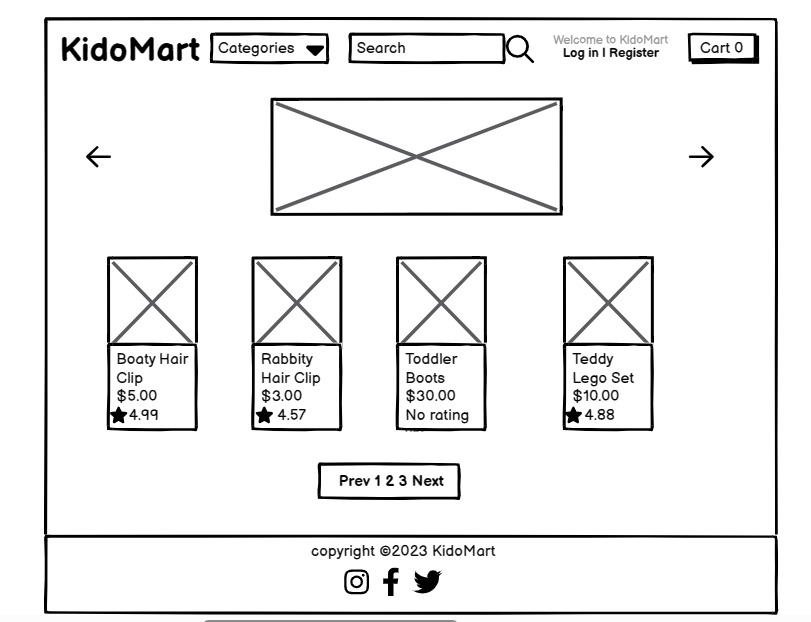 KidoMart
Categories
Search
Welcome to KidoMart
Log in | Register
Cart 0
Boaty Hair
Clip
$5.00
4.99
Rabbity
Hair Clip
$3.00
4.57
Toddler
Boots
$30.00
No rating
Teddy
Lego Set
$10.00
4.88
Prev 1 2 3 Next
copyright ©2023 KidoMart